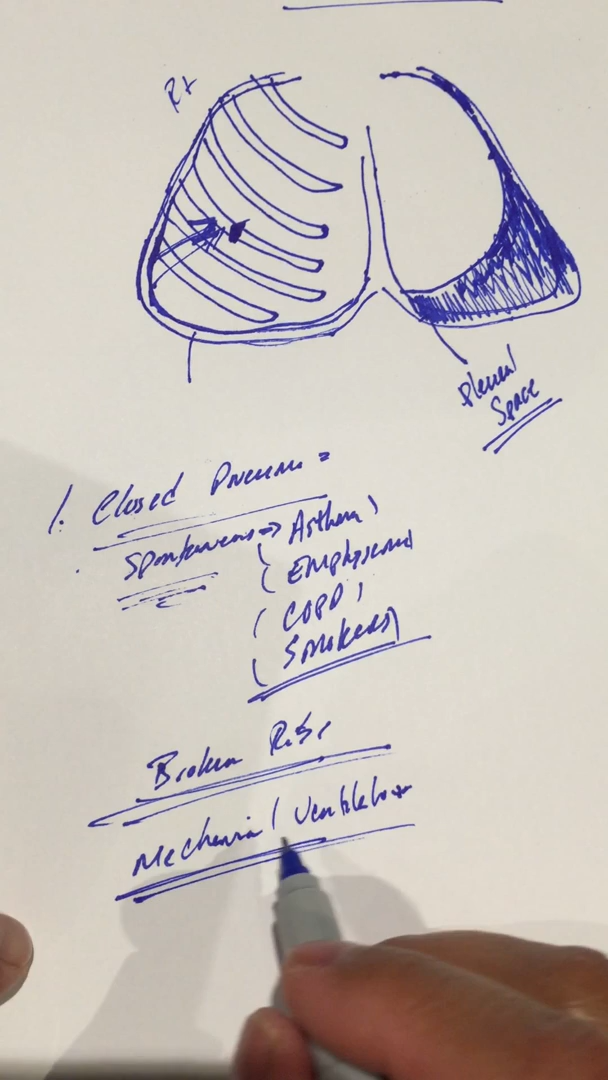 Rt
Pleural
Space
1. Closed Pneumo =
Spontaneous => Asthma,
Emphysema
COPD,
Smokers
Broken Ribs
Mechanical Ventilator